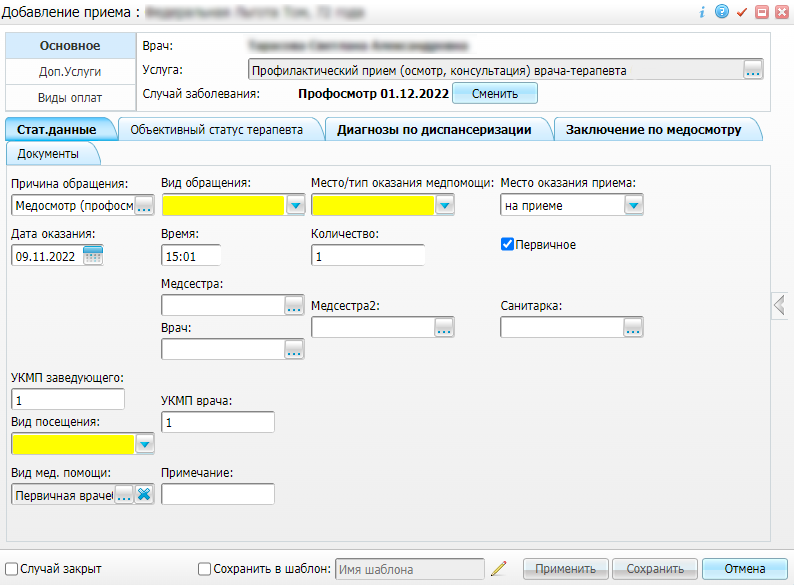 Добавление приема :
Основное
Доп.Услуги
Виды оплат
Врач:
Услуга: Профилактический прием (осмотр, консультация) врача-терапевта ...
Случай заболевания: Профосмотр 01.12.2022 Сменить
Стат.данные Объективный статус терапевта Диагнозы по диспансеризации Заключение по медосмотру
Документы
Причина обращения: Вид обращения: Место/тип оказания медпомощи: Место оказания приема:
Медосмотр (профосм ... на приеме
Дата оказания: Время: Количество:
09.11.2022 15:01 1 Первичное
Медсестра:
...
Медсестра2: Санитарка:
... ...
Врач:
...
УКМП заведующего:
1
УКМП врача:
1
Вид посещения:
Вид мед. помощи: Примечание:
Первичная враче ...
Случай закрыт Сохранить в шаблон: Имя шаблона Применить Сохранить Отмена